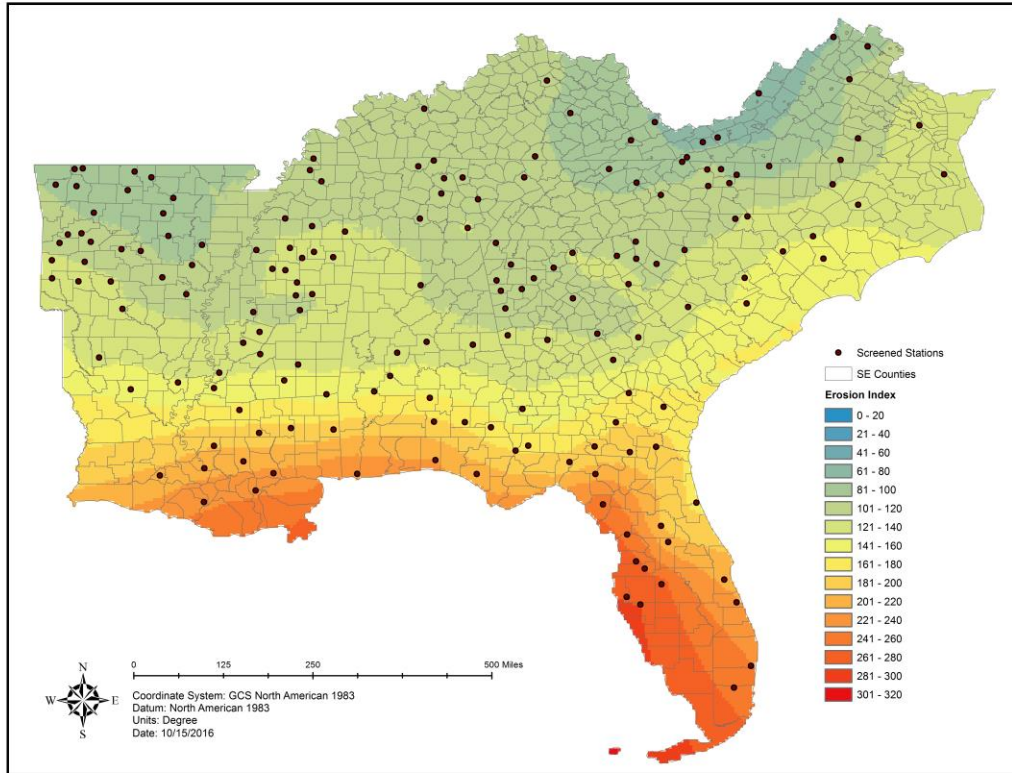 Screened Stations
SE Counties
Erosion Index
0 - 20
21 - 40
41 - 60
61 - 80
81 - 100
101 - 120
121 - 140
141 - 160
161 - 180
181 - 200
201 - 220
221 - 240
241 - 260
261 - 280
281 - 300
301 - 320
N
W E
S
0 125 250 500 Miles
Coordinate System: GCS North American 1983
Datum: North American 1983
Units: Degree
Date: 10/15/2016